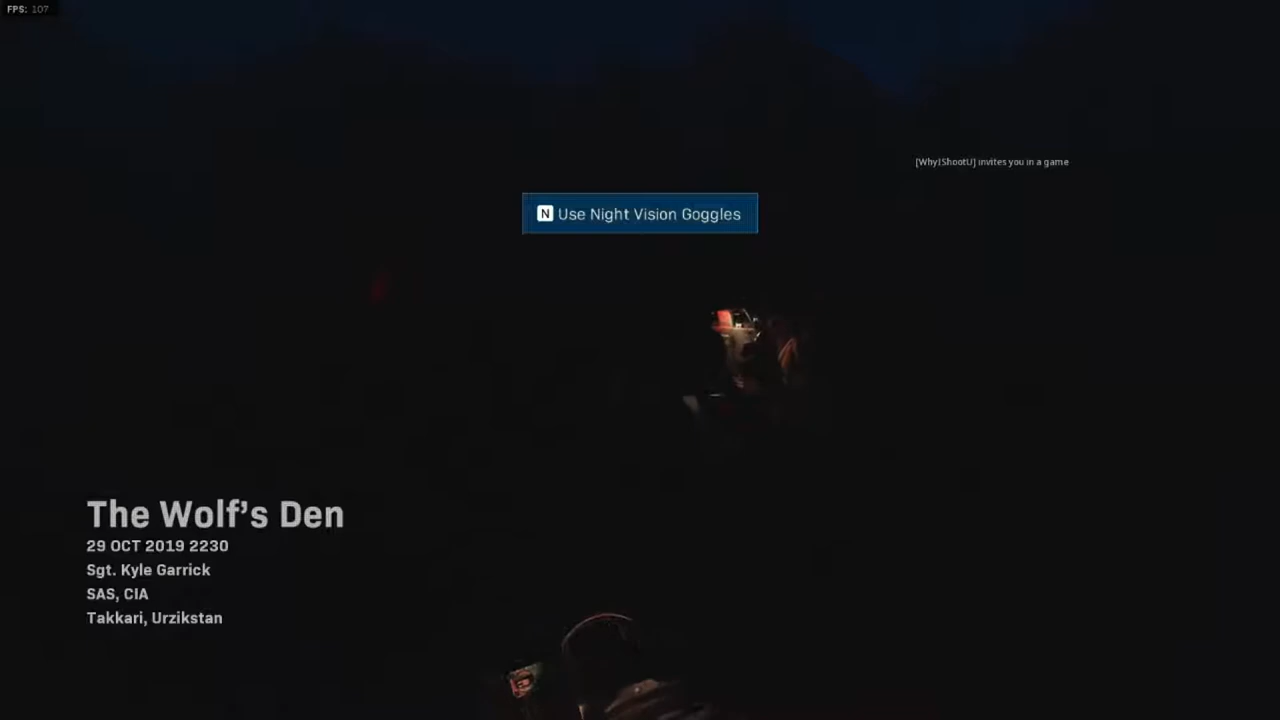 FPS: 107
[Why!ShootU] invites you in a game
N Use Night Vision Goggles
The Wolf's Den
29 OCT 2019 2230
Sgt. Kyle Garrick
SAS, CIA
Takkari, Urzikstan